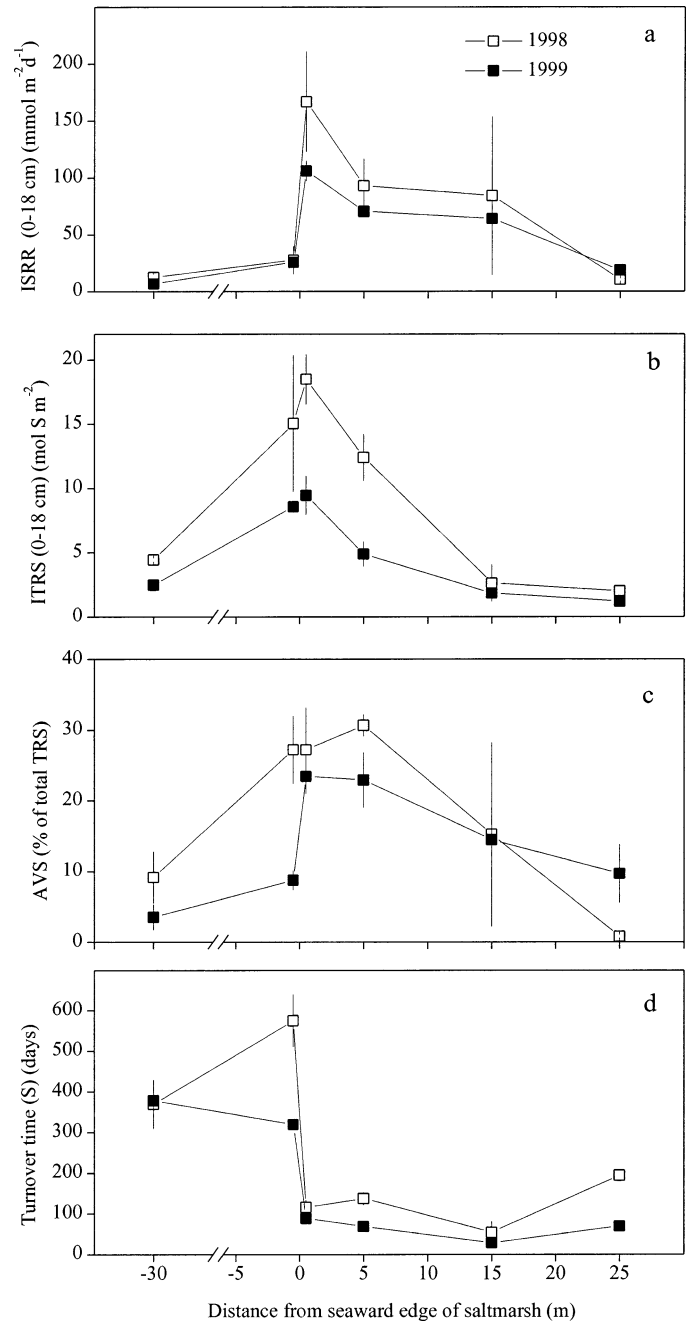 a
1998
1999
200
150
100
50
0
ISRR (0-18 cm) (mmol m⁻²d⁻¹)
b
20
15
10
5
0
ITRS (0-18 cm) (mol S m⁻²)
c
40
30
20
10
0
AVS (% of total TRS)
d
600
500
400
300
200
100
0
Turnover time (S) (days)
-30 -5 0 5 10 15 20 25
Distance from seaward edge of saltmarsh (m)